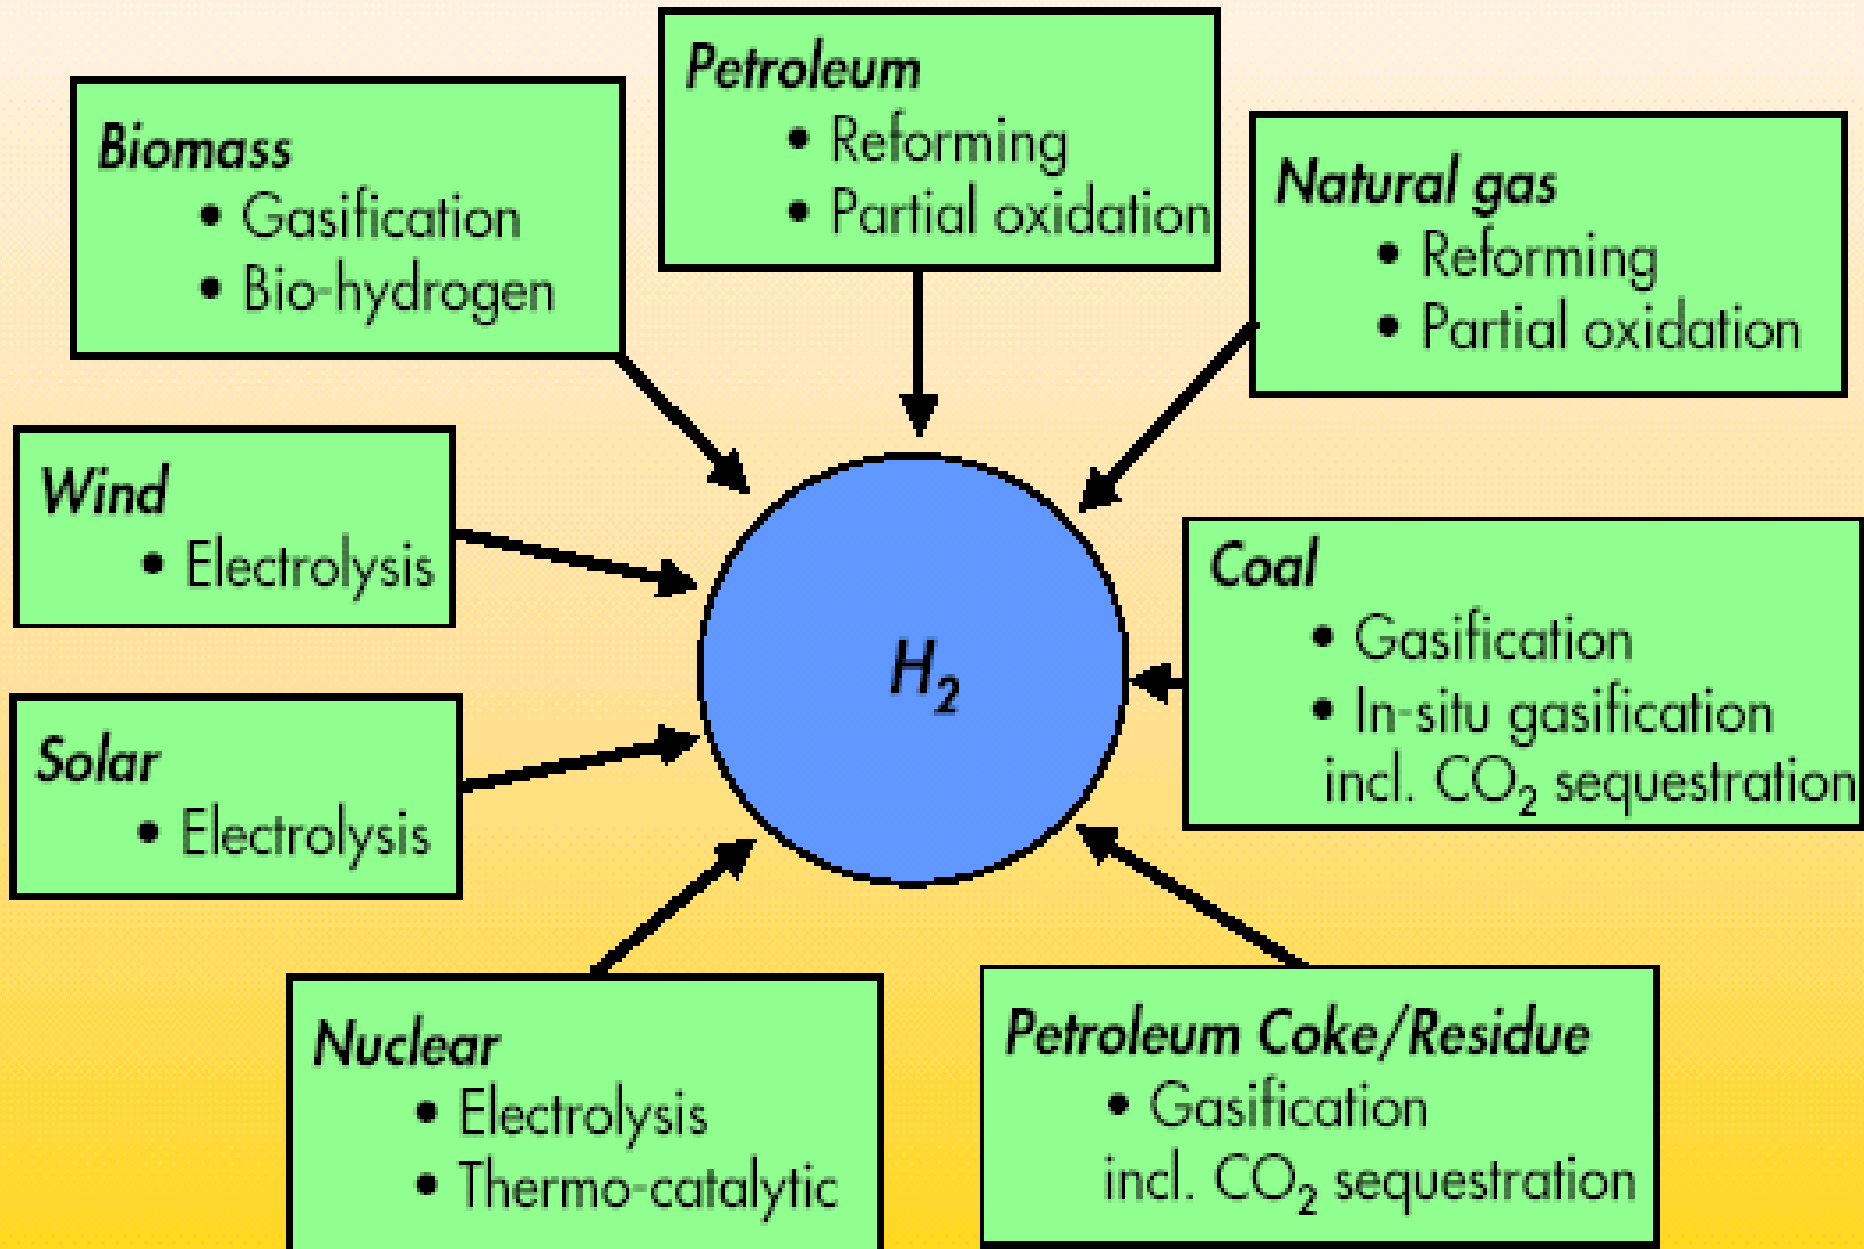 Petroleum
• Reforming
• Partial oxidation
Biomass
• Gasification
• Bio-hydrogen
Natural gas
• Reforming
• Partial oxidation
Wind
• Electrolysis
Coal
• Gasification
• In-situ gasification
incl. CO₂ sequestration
H₂
Solar
• Electrolysis
Nuclear
• Electrolysis
• Thermo-catalytic
Petroleum Coke/Residue
• Gasification
incl. CO₂ sequestration